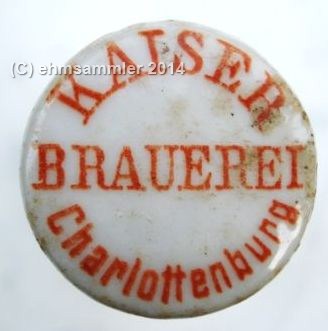 KAISER
(C) ehmsammler 2014
BRAUEREI
Charlottenburg